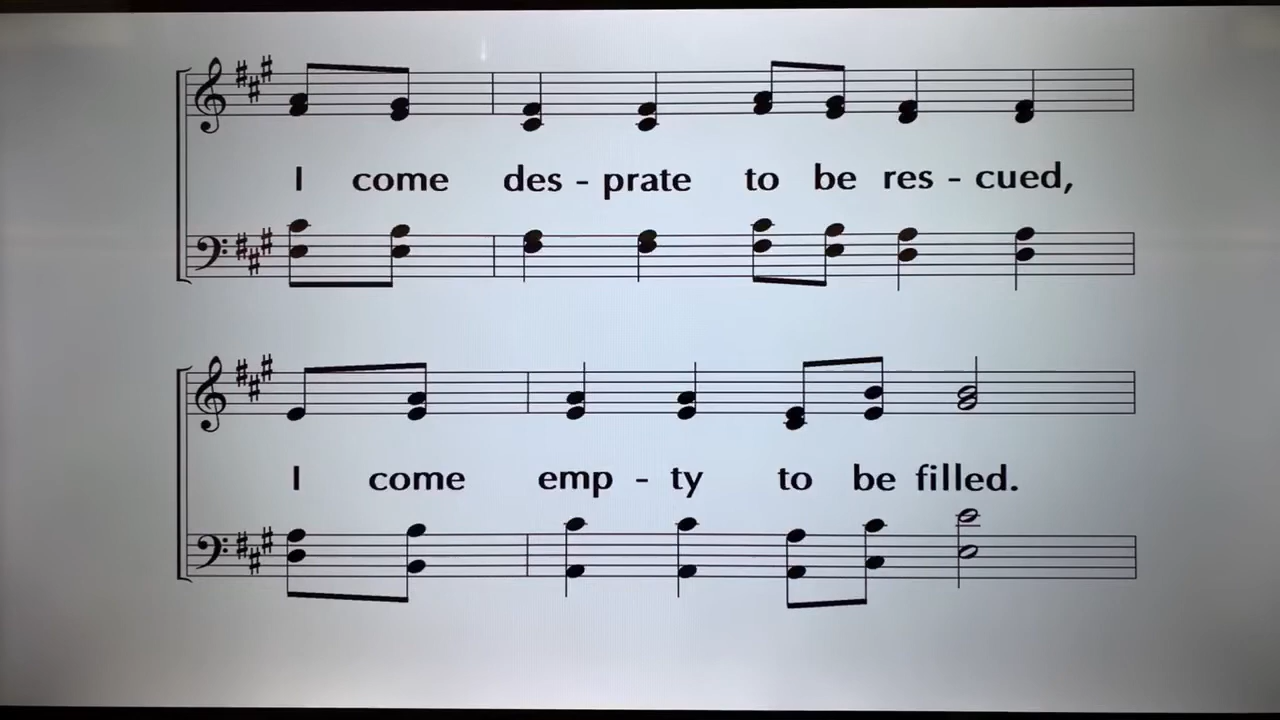 I come des - prate to be res - cued,
I come emp - ty to be filled.